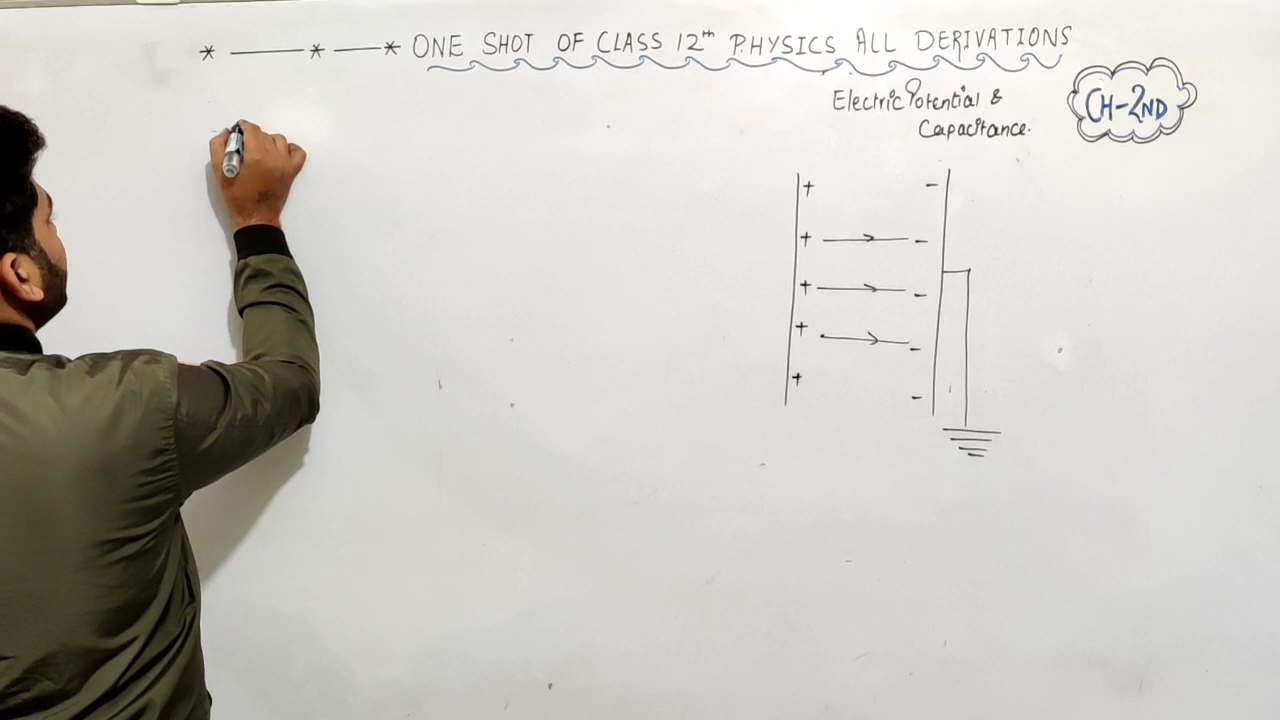 * ——— * —— * ONE SHOT OF CLASS 12th PHYSICS ALL DERIVATIONS
Electric Potential &
Capacitance.
CH-2ND
+ -
+ -
+ -
+ -
+ -